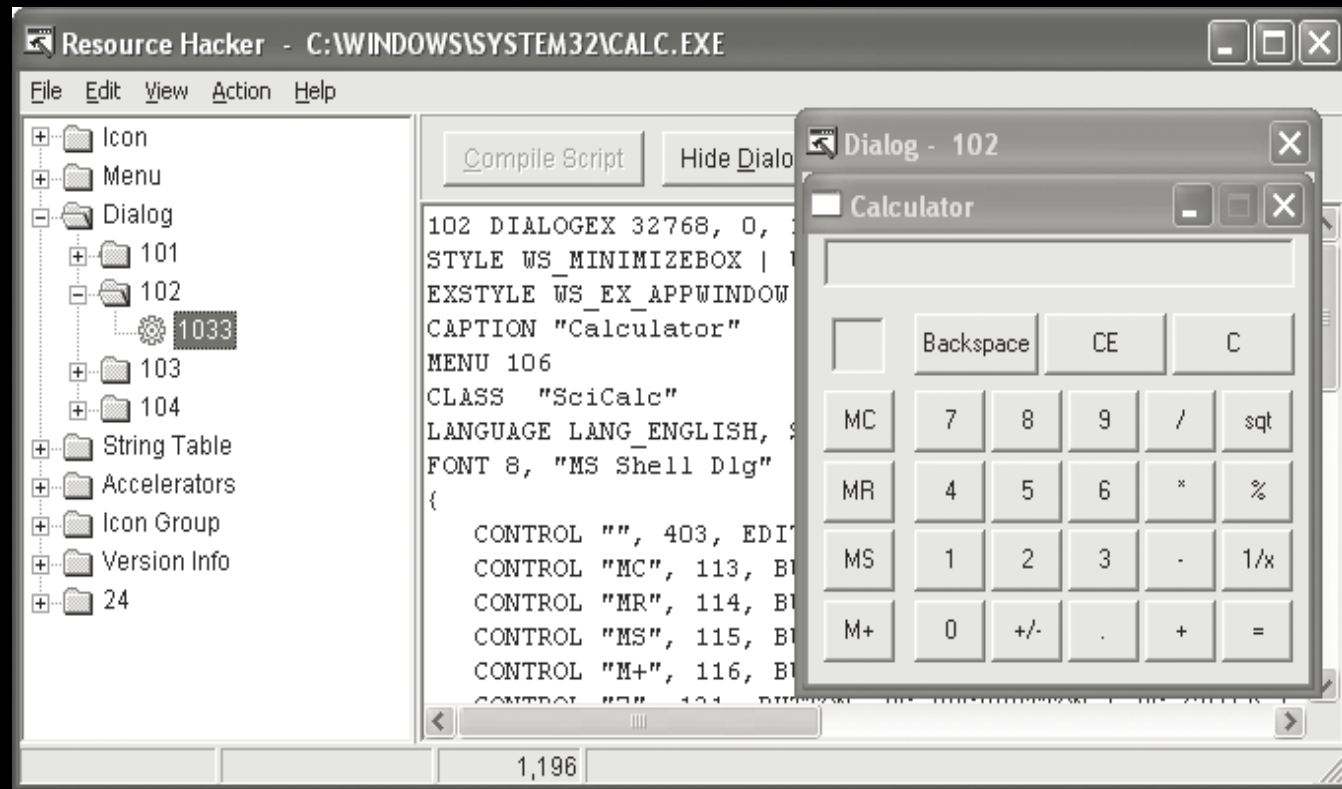 Resource Hacker - C:\WINDOWS\SYSTEM32\CALC.EXE
File Edit View Action Help
Icon
Menu
Dialog
101
102
1033
103
104
String Table
Accelerators
Icon Group
Version Info
24
Compile Script Hide Dialo
102 DIALOGEX 32768, 0,
STYLE WS_MINIMIZEBOX |
EXSTYLE WS_EX_APPWINDOW
CAPTION "Calculator"
MENU 106
CLASS "SciCalc"
LANGUAGE LANG_ENGLISH,
FONT 8, "MS Shell Dlg"
{
CONTROL "", 403, EDIT
CONTROL "MC", 113, BU
CONTROL "MR", 114, BU
CONTROL "MS", 115, BU
CONTROL "M+", 116, BU
Dialog - 102
Calculator
Backspace CE C
MC 7 8 9 / sqt
MR 4 5 6 * %
MS 1 2 3 - 1/x
M+ 0 +/- . + =
1,196